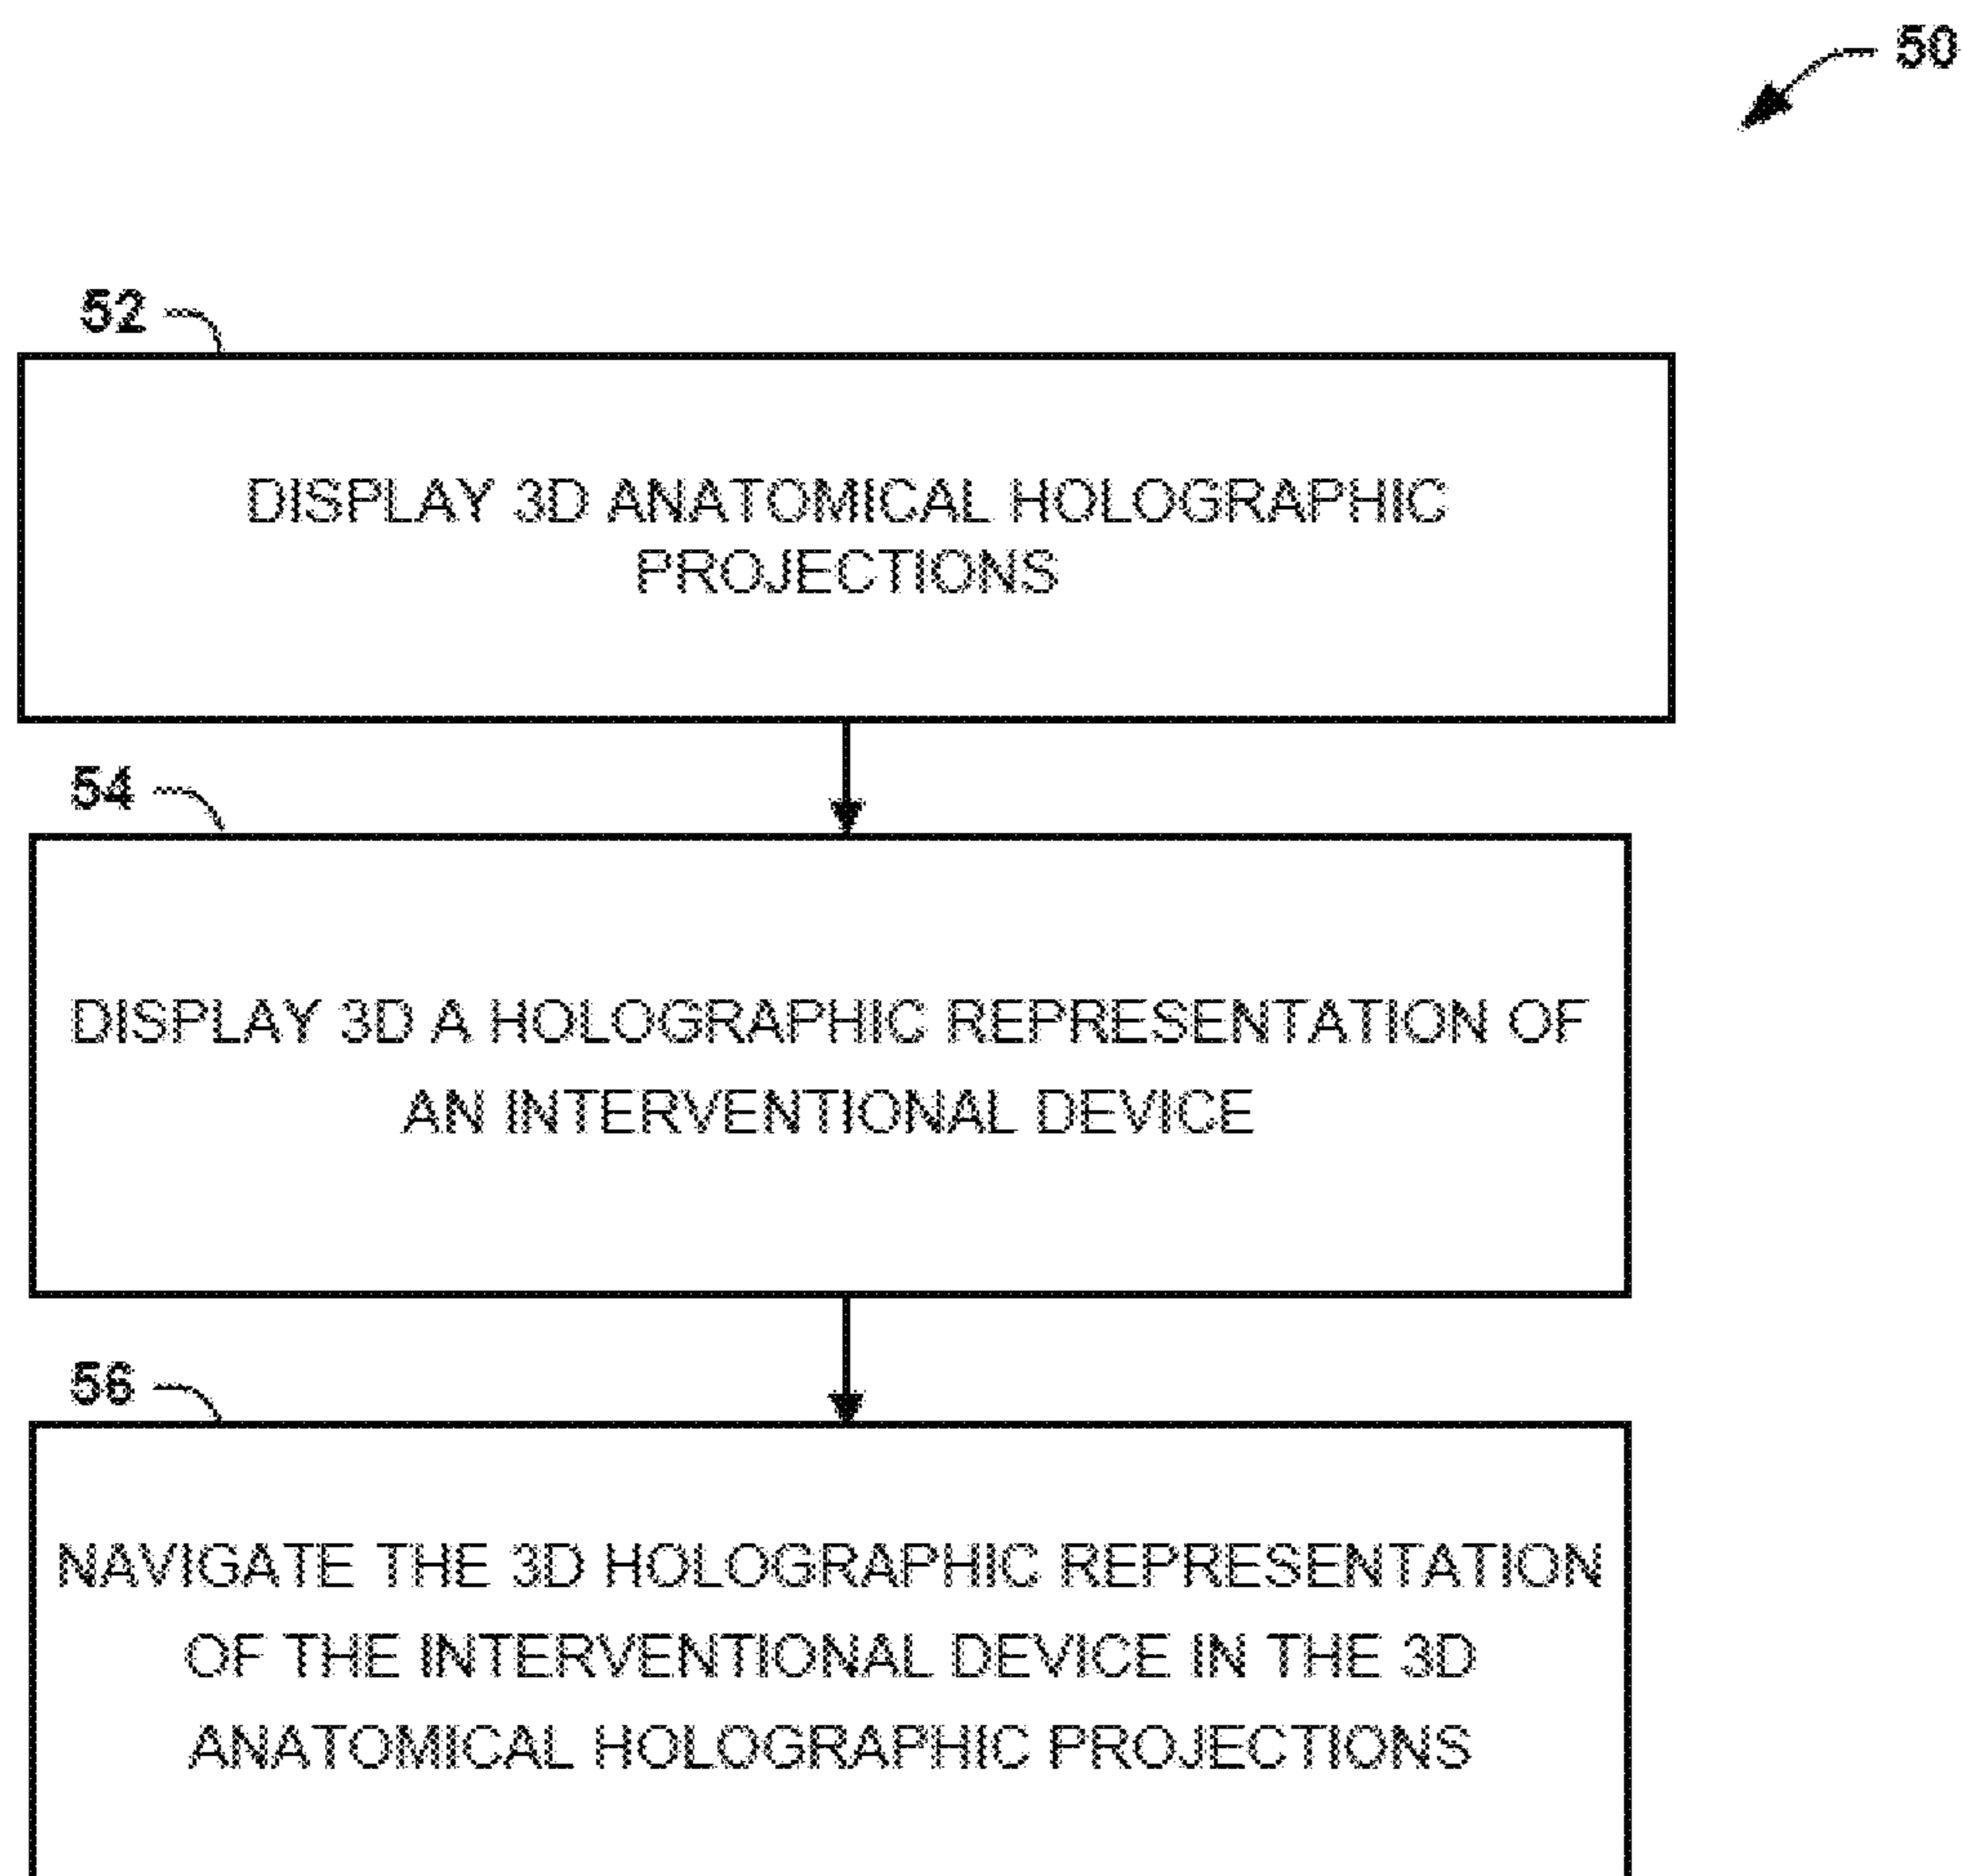 50
52
DISPLAY 3D ANATOMICAL HOLOGRAPHIC
PROJECTIONS
54
DISPLAY 3D A HOLOGRAPHIC REPRESENTATION OF
AN INTERVENTIONAL DEVICE
56
NAVIGATE THE 3D HOLOGRAPHIC REPRESENTATION
OF THE INTERVENTIONAL DEVICE IN THE 3D
ANATOMICAL HOLOGRAPHIC PROJECTIONS